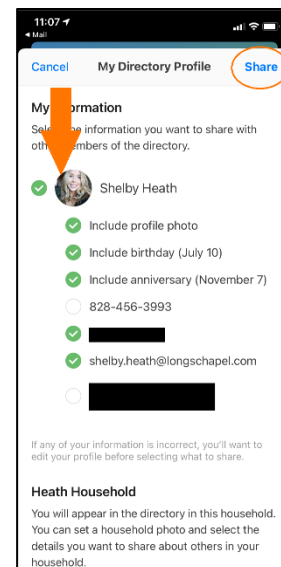 11:07
Mail
Cancel My Directory Profile Share
My Information
the information you want to share with
members of the directory.
Shelby Heath
Include profile photo
Include birthday (July 10)
Include anniversary (November 7)
828-456-3993
shelby.heath@longschapel.com
If any of your information is incorrect, you'll want to
edit your profile before selecting what to share.
Heath Household
You will appear in the directory in this household.
You can set a household photo and select the
details you want to share about others in your
household.